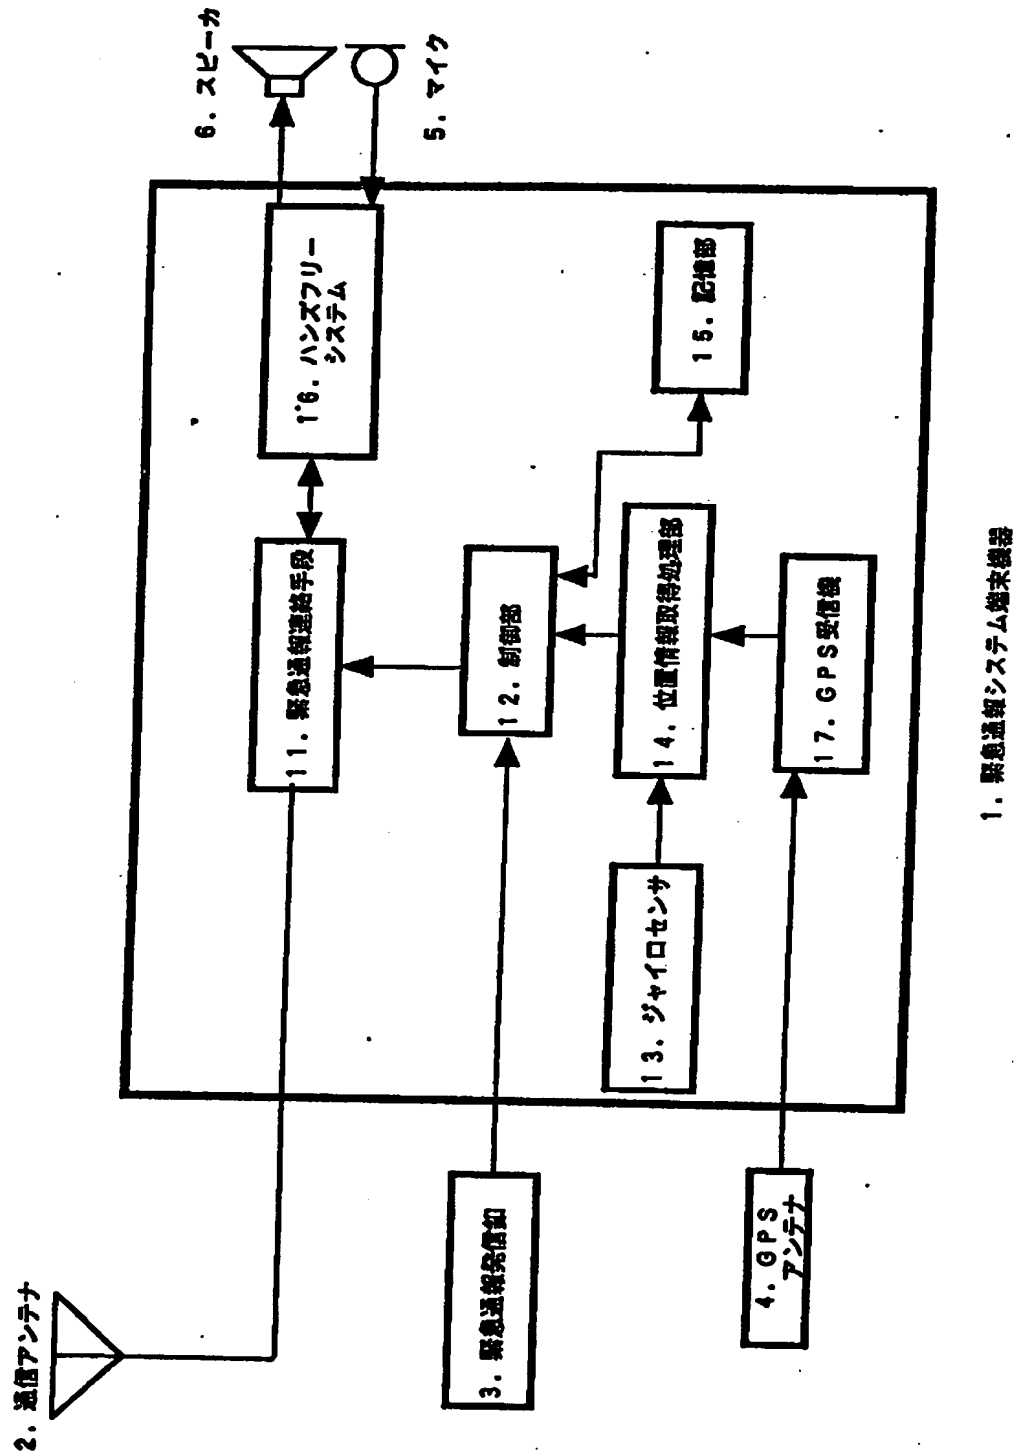 2. 通信アンテナ
11. 緊急通報連絡手段
16. ハンズフリー
システム
6. スピーカ
5. マイク
3. 緊急通報発信釦
12. 制御部
15. 記憶部
13. ジャイロセンサ
14. 位置情報取得処理部
4. GPS
アンテナ
17. GPS受信機
1. 緊急通報システム端末機器